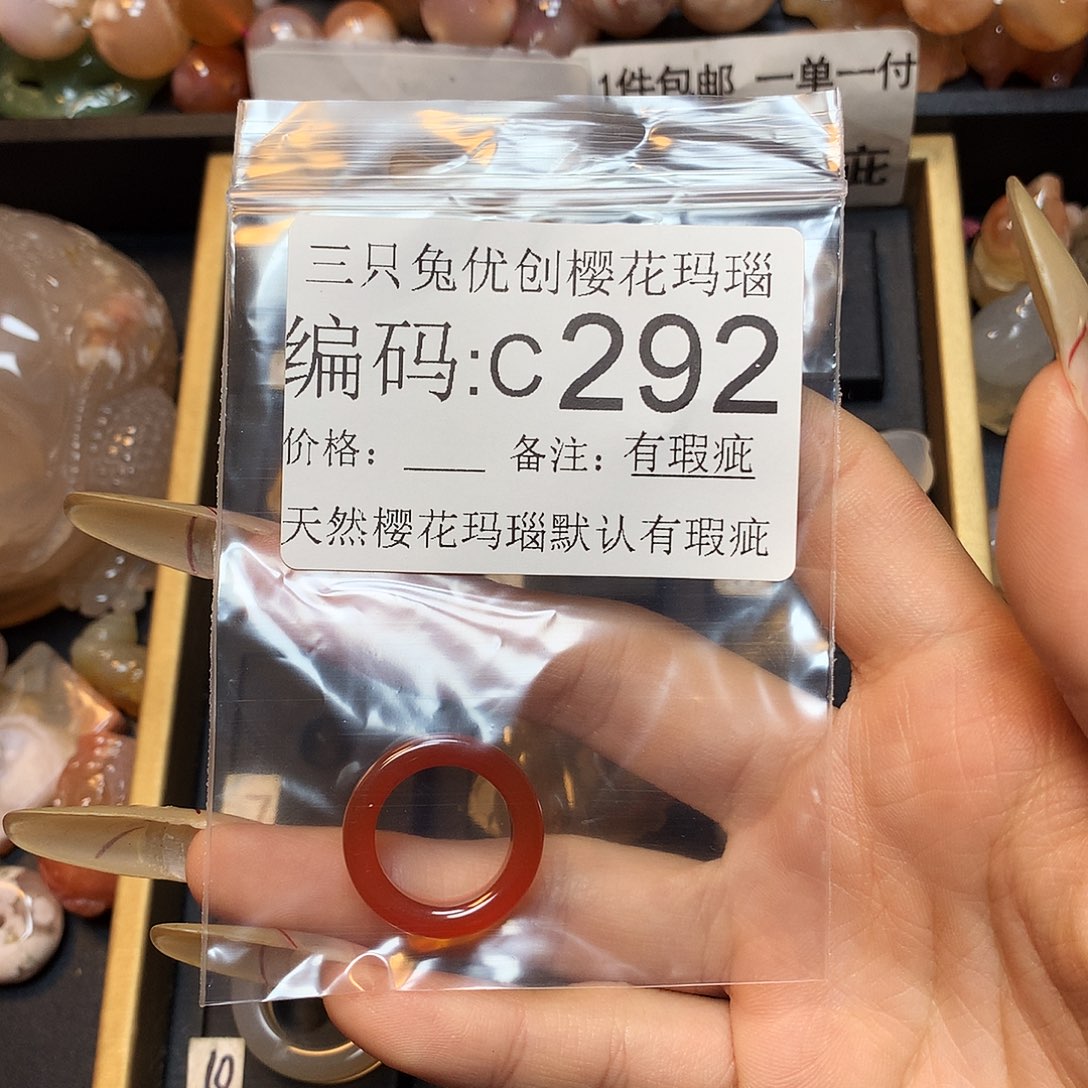 1件包邮 一单一付
疵
三只兔优创樱花玛瑙
编码:c292
价格: ___ 备注: 有瑕疵
天然樱花玛瑙默认有瑕疵
10